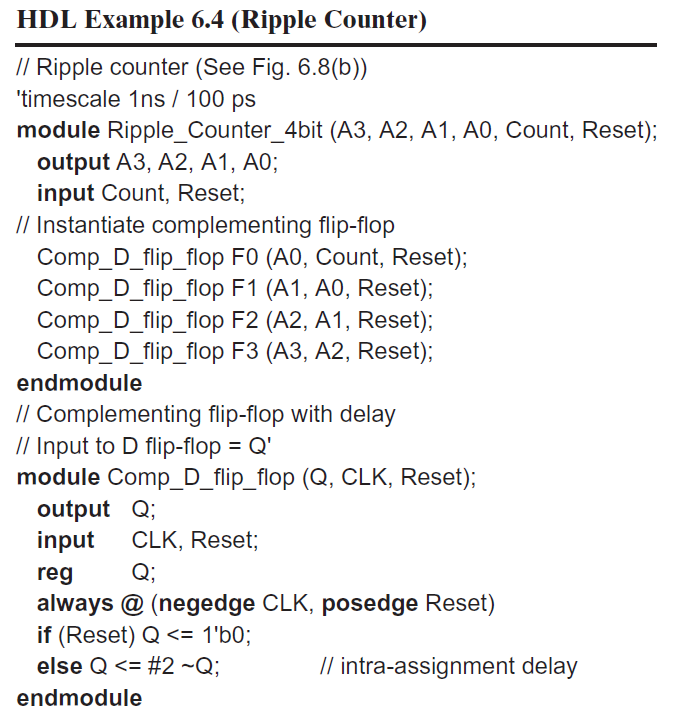 HDL Example 6.4 (Ripple Counter)
// Ripple counter (See Fig. 6.8(b))
'timescale 1ns / 100 ps
module Ripple_Counter_4bit (A3, A2, A1, A0, Count, Reset);
output A3, A2, A1, A0;
input Count, Reset;
// Instantiate complementing flip-flop
Comp_D_flip_flop F0 (A0, Count, Reset);
Comp_D_flip_flop F1 (A1, A0, Reset);
Comp_D_flip_flop F2 (A2, A1, Reset);
Comp_D_flip_flop F3 (A3, A2, Reset);
endmodule
// Complementing flip-flop with delay
// Input to D flip-flop = Q'
module Comp_D_flip_flop (Q, CLK, Reset);
output Q;
input CLK, Reset;
reg Q;
always @ (negedge CLK, posedge Reset)
if (Reset) Q <= 1'b0;
else Q <= #2 ~Q; // intra-assignment delay
endmodule